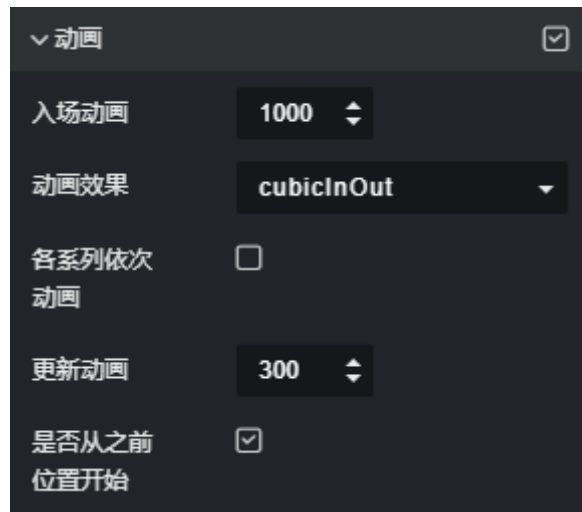 动画
入场动画
1000
动画效果
cubicInOut
各系列依次
动画
更新动画
300
是否从之前
位置开始